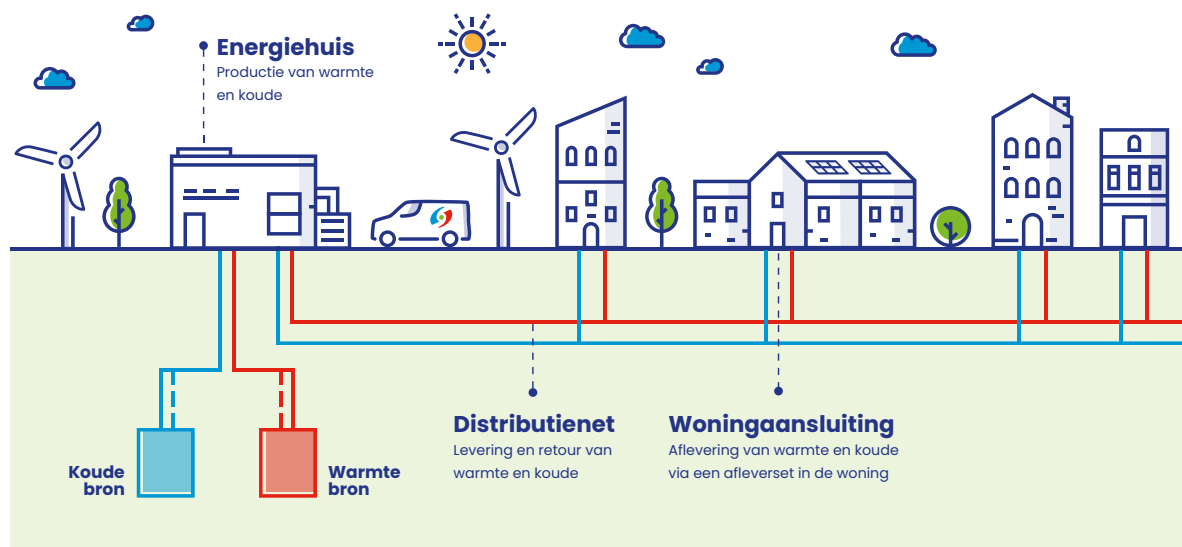 Energiehuis
Productie van warmte
en koude
Distributienet
Levering en retour van
warmte en koude
Woningaansluiting
Aflevering van warmte en koude
via een afleverset in de woning
Koude
bron
Warmte
bron